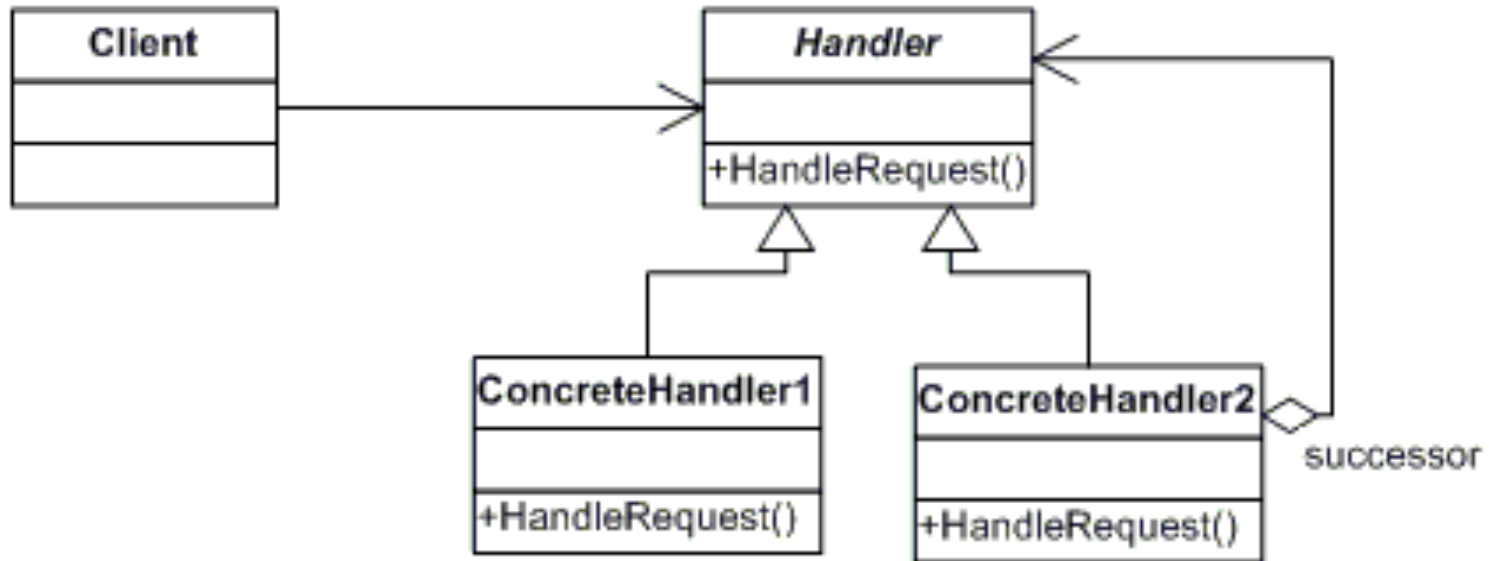 Client
Handler
+HandleRequest()
ConcreteHandler1
+HandleRequest()
ConcreteHandler2
+HandleRequest()
successor